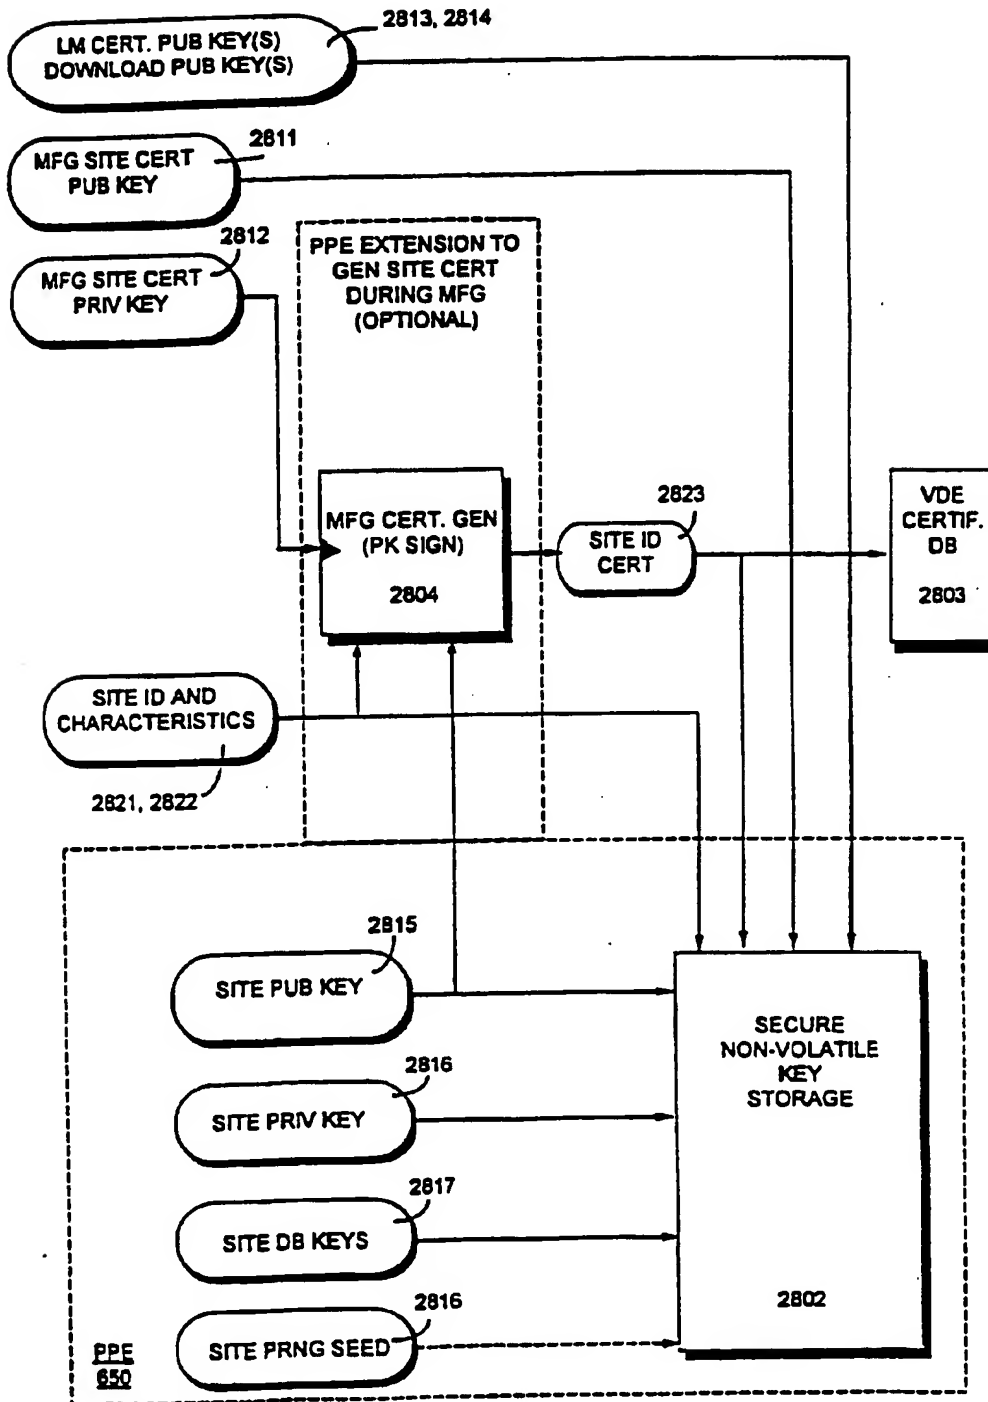 2813, 2814
LM CERT. PUB KEY(S)
DOWNLOAD PUB KEY(S)
2811
MFG SITE CERT
PUB KEY
2812
MFG SITE CERT
PRIV KEY
PPE EXTENSION TO
GEN SITE CERT
DURING MFG
(OPTIONAL)
MFG CERT. GEN
(PK SIGN)
2804
2823
SITE ID
CERT
VDE
CERTIF.
DB
2803
SITE ID AND
CHARACTERISTICS
2821, 2822
2815
SITE PUB KEY
2816
SITE PRIV KEY
2817
SITE DB KEYS
2816
SITE PRNG SEED
SECURE
NON-VOLATILE
KEY
STORAGE
2802
PPE
650